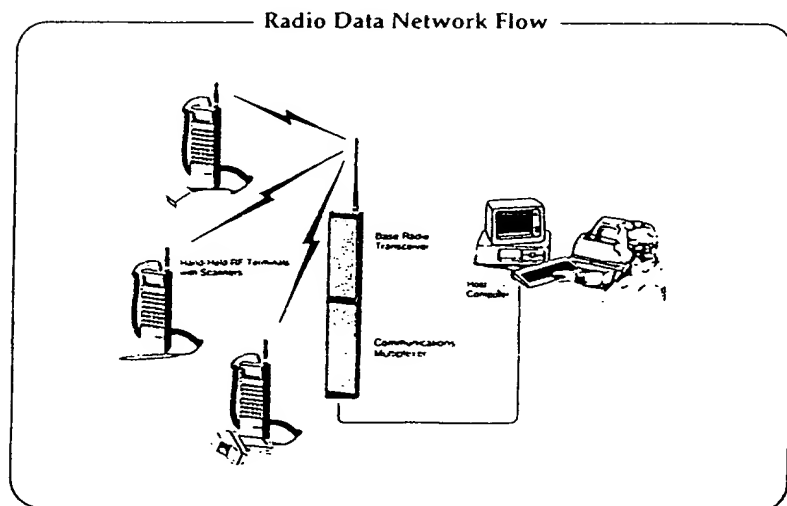 Radio Data Network Flow
Base Radio
Transceiver
Hand-Held RF Terminals
with Scanners
Host
Computer
Communications
Multiplexer